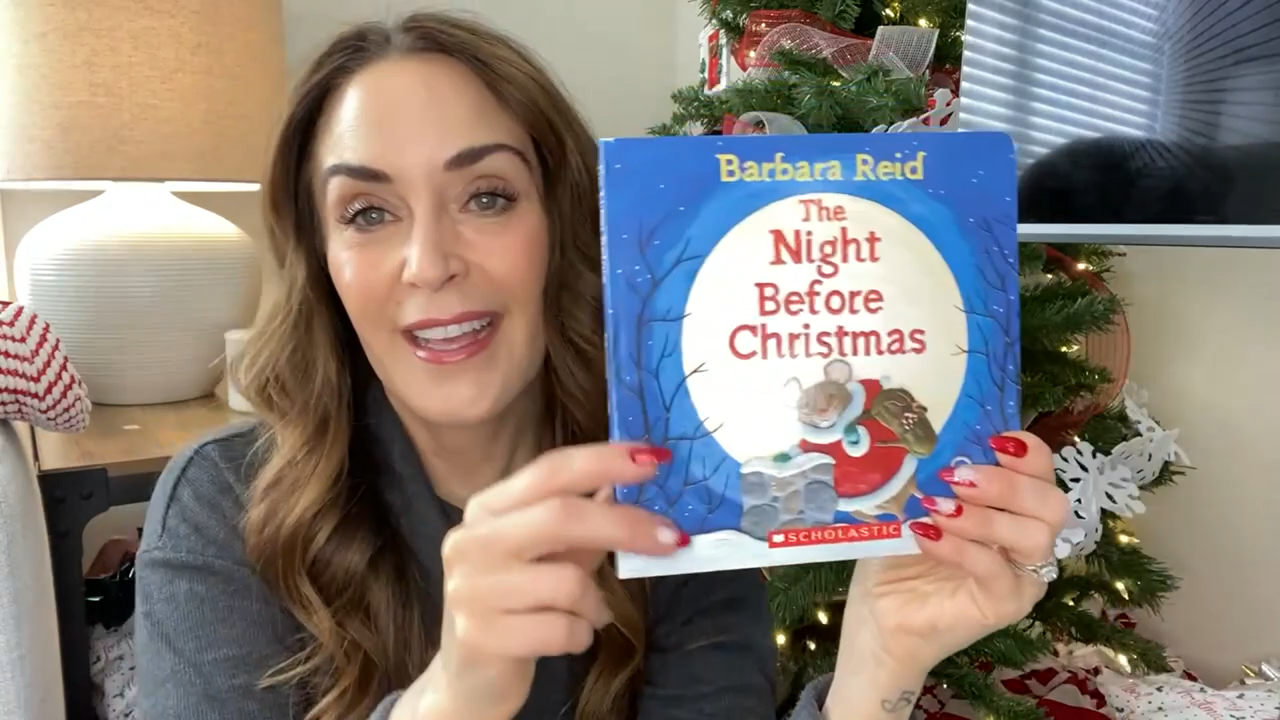 Barbara Reid
The
Night
Before
Christmas
SCHOLASTIC